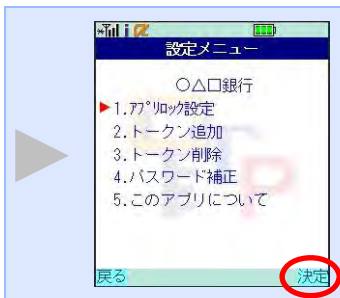 設定メニュー
○△□銀行
1.ｱﾌﾟﾘﾛｯｸ設定
2.トークン追加
3.トークン削除
4.パスワード補正
5.このアプリについて
戻る 決定